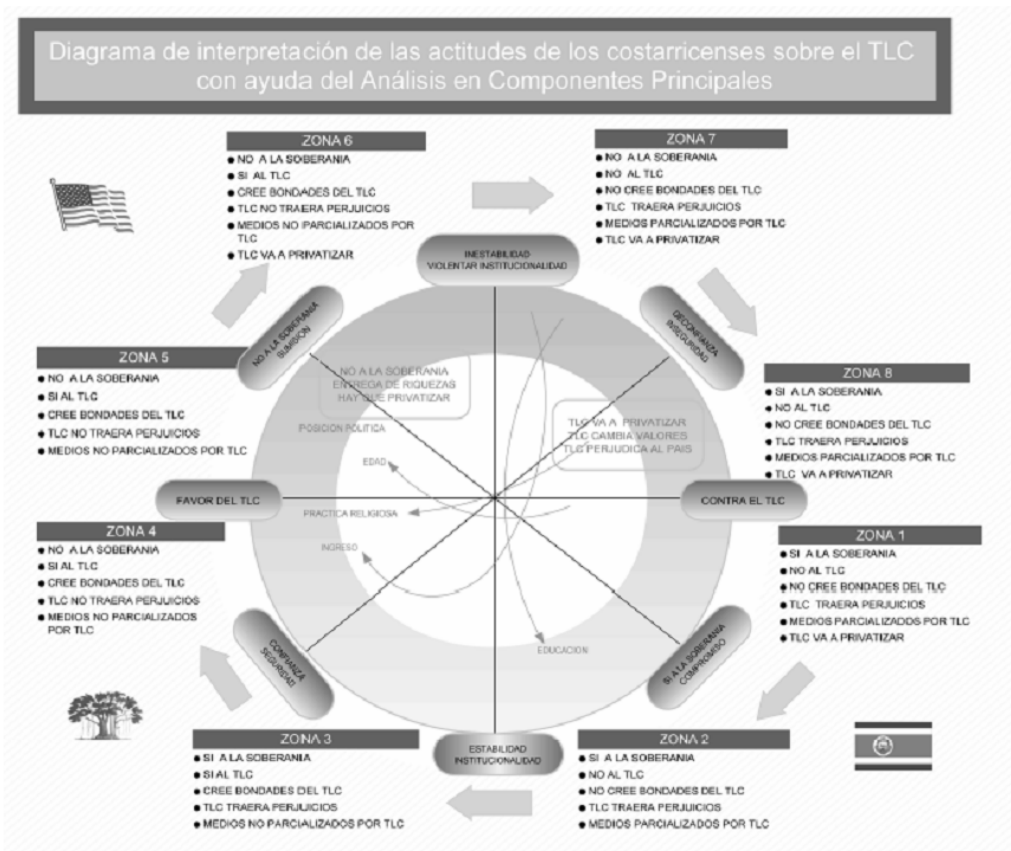 Diagrama de interpretación de las actitudes de los costarricenses sobre el TLC
con ayuda del Análisis en Componentes Principales
ZONA 6
● NO A LA SOBERANIA
● SI AL TLC
● CREE BONDADES DEL TLC
● TLC NO TRAERA PERJUICIOS
● MEDIOS NO PARCIALIZADOS POR
TLC
● TLC VA A PRIVATIZAR
ZONA 7
● NO A LA SOBERANIA
● NO AL TLC
● NO CREE BONDADES DEL TLC
● TLC TRAERA PERJUICIOS
● MEDIOS PARCIALIZADOS POR TLC
● TLC VA A PRIVATIZAR
INESTABILIDAD
VIOLENTAR INSTITUCIONALIDAD
NO A LA SOBERANIA
SUMISION
DECONFIANZA
INSEGURIDAD
ZONA 5
● NO A LA SOBERANIA
● SI AL TLC
● CREE BONDADES DEL TLC
● TLC NO TRAERA PERJUICIOS
● MEDIOS NO PARCIALIZADOS POR TLC
NO A LA SOBERANIA
ENTREGA DE RIQUEZAS
HAY QUE PRIVATIZAR
TLC VA A PRIVATIZAR
TLC CAMBIA VALORES
TLC PERJUDICA AL PAIS
ZONA 8
● SI A LA SOBERANIA
● NO AL TLC
● NO CREE BONDADES DEL TLC
● TLC TRAERA PERJUICIOS
● MEDIOS PARCIALIZADOS POR TLC
● TLC VA A PRIVATIZAR
POSICION POLITICA
EDAD
PRACTICA RELIGIOSA
INGRESO
EDUCACION
FAVOR DEL TLC
CONTRA EL TLC
ZONA 4
● NO A LA SOBERANIA
● SI AL TLC
● CREE BONDADES DEL TLC
● TLC NO TRAERA PERJUICIOS
● MEDIOS NO PARCIALIZADOS
POR TLC
ZONA 1
● SI A LA SOBERANIA
● NO AL TLC
● NO CREE BONDADES DEL TLC
● TLC TRAERA PERJUICIOS
● MEDIOS PARCIALIZADOS POR TLC
● TLC VA A PRIVATIZAR
CONFIANZA
SEGURIDAD
SI A LA SOBERANIA
COMPROMISO
ZONA 3
● SI A LA SOBERANIA
● SI AL TLC
● CREE BONDADES DEL TLC
● TLC TRAERA PERJUICIOS
● MEDIOS NO PARCIALIZADOS POR TLC
ESTABILIDAD
INSTITUCIONALIDAD
ZONA 2
● SI A LA SOBERANIA
● NO AL TLC
● NO CREE BONDADES DEL TLC
● TLC TRAERA PERJUICIOS
● MEDIOS PARCIALIZADOS POR TLC